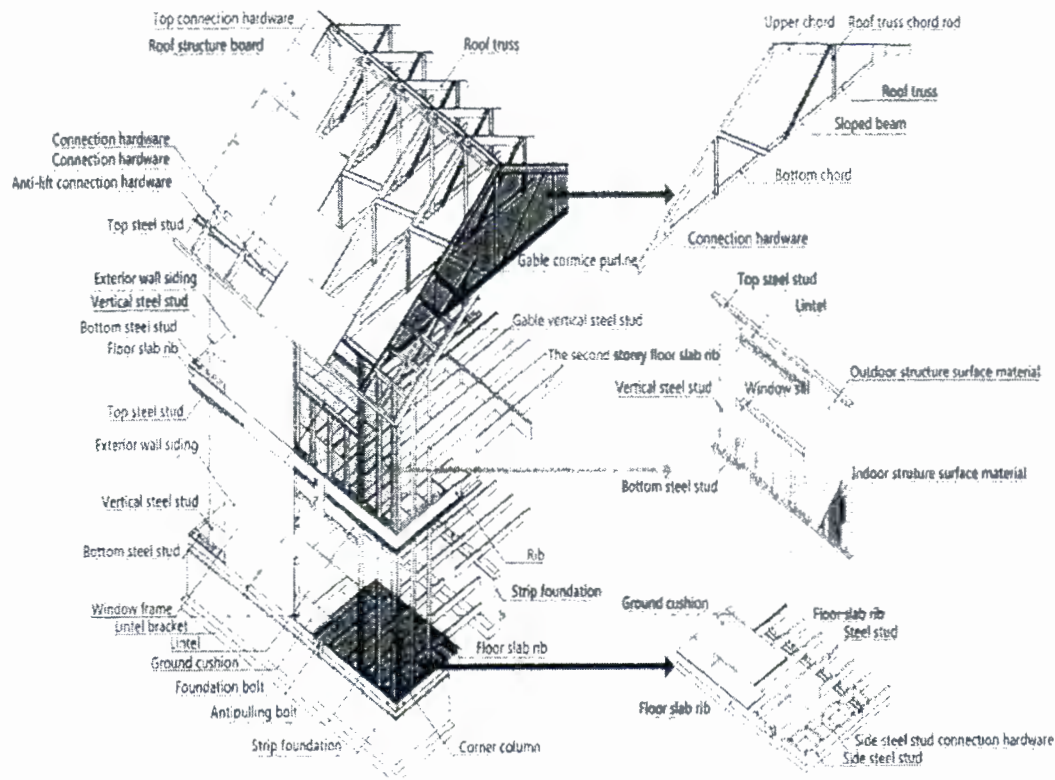 Top connection hardware
Roof structure board
Roof truss
Upper chord
Roof truss chord rod
Roof truss
Sloped beam
Bottom chord
Connection hardware
Connection hardware
Connection hardware
Anti-lift connection hardware
Top steel stud
Gable cornice purline
Exterior wall siding
Vertical steel stud
Bottom steel stud
Floor slab rib
Gable vertical steel stud
The second storey floor slab rib
Top steel stud
Lintel
Outdoor structure surface material
Vertical steel stud
Window sill
Top steel stud
Exterior wall siding
Bottom steel stud
Indoor struture surface material
Vertical steel stud
Bottom steel stud
Rib
Strip foundation
Window frame
Lintel bracket
Lintel
Ground cushion
Foundation bolt
Antipulling bolt
Strip foundation
Corner column
Floor slab rib
Ground cushion
Floor slab rib
Steel stud
Floor slab rib
Side steel stud connection hardware
Side steel stud